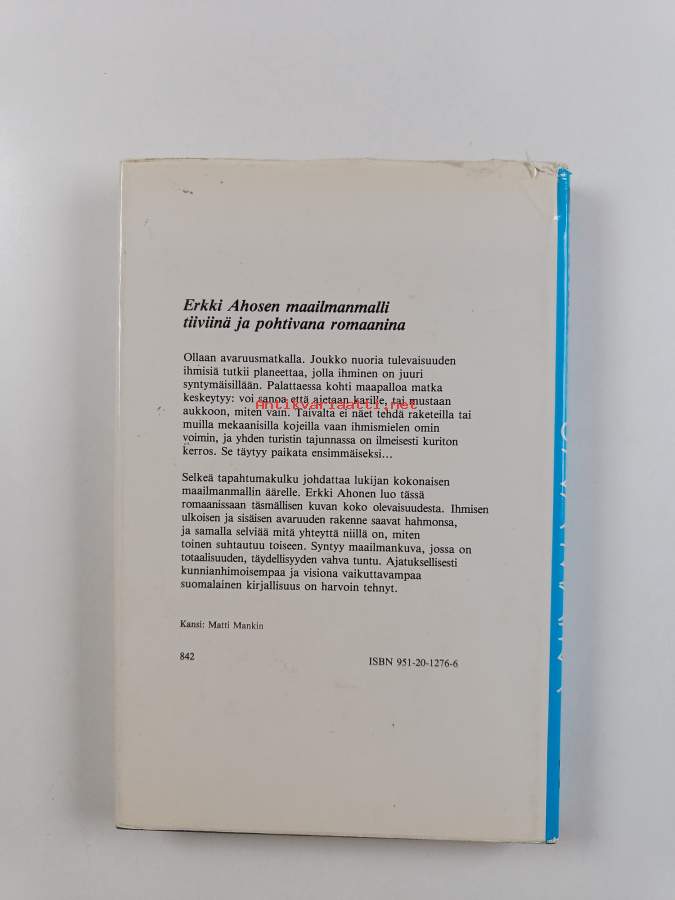 Erkki Ahosen maailmanmalli
tiiviinä ja pohtivana romaanina
Ollaan avaruusmatkalla. Joukko nuoria tulevaisuuden
ihmisiä tutkii planeettaa, jolla ihminen on juuri
syntymäisillään. Palattaessa kohti maapalloa matka
keskeytyy: voi sanoa että ajetaan karille, tai mustaan
antikvariaatti.net
aukkoon, miten vain. Taivalta ei näet tehdä raketeilla tai
muilla mekaanisilla kojeilla vaan ihmismielen omin
voimin, ja yhden turistin tajunnassa on ilmeisesti kuriton
kerros. Se täytyy paikata ensimmäiseksi...
Selkeä tapahtumakulku johdattaa lukijan kokonaisen
maailmanmallin äärelle. Erkki Ahonen luo tässä
romaanissaan täsmällisen kuvan koko olevaisuudesta. Ihmisen
ulkoisen ja sisäisen avaruuden rakenne saavat hahmonsa,
ja samalla selviää mitä yhteyttä niillä on, miten
toinen suhtautuu toiseen. Syntyy maailmankuva, jossa on
totaalisuuden, täydellisyyden vahva tuntu. Ajatuksellisesti
kunnianhimoisempaa ja visiona vaikuttavampaa
suomalainen kirjallisuus on harvoin tehnyt.
Kansi: Matti Mankin
842
ISBN 951-20-1276-6